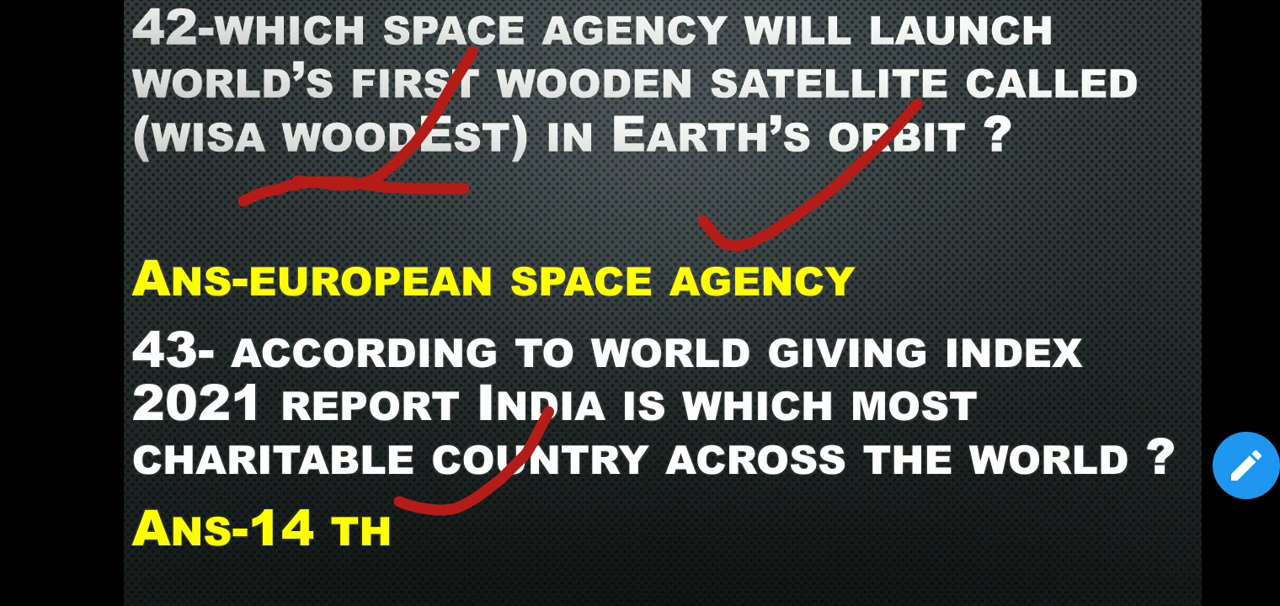 42-WHICH SPACE AGENCY WILL LAUNCH
WORLD'S FIRST WOODEN SATELLITE CALLED
(WISA WOODEST) IN EARTH'S ORBIT ?
ANS-EUROPEAN SPACE AGENCY
43- ACCORDING TO WORLD GIVING INDEX
2021 REPORT INDIA IS WHICH MOST
CHARITABLE COUNTRY ACROSS THE WORLD ?
ANS-14 TH